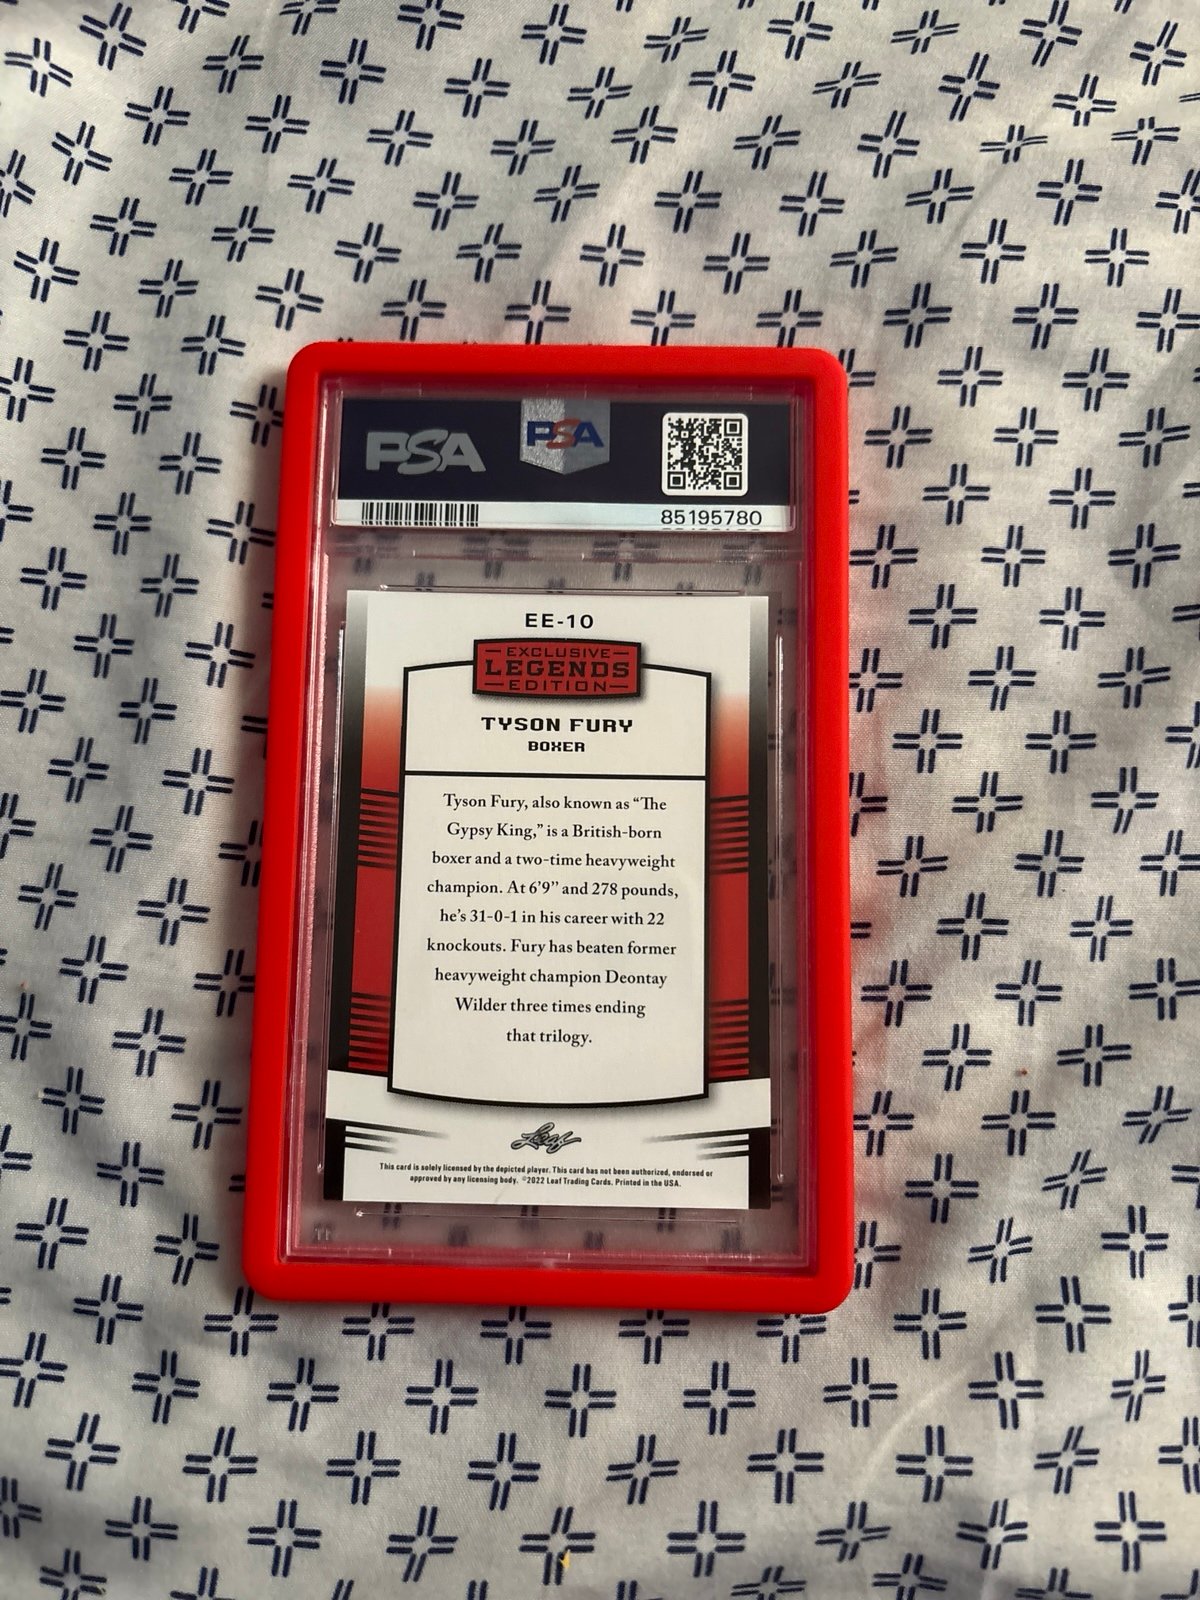 PSA
PSA
85195780
EE-10
EXCLUSIVE
LEGENDS
EDITION
TYSON FURY
BOXER
Tyson Fury, also known as “The
Gypsy King,” is a British-born
boxer and a two-time heavyweight
champion. At 6’9” and 278 pounds,
he’s 31-0-1 in his career with 22
knockouts. Fury has beaten former
heavyweight champion Deontay
Wilder three times ending
that trilogy.
Leaf
This card is solely licensed by the depicted player. This card has not been authorized, endorsed or
approved by any licensing body. ©2022 Leaf Trading Cards. Printed in the USA.